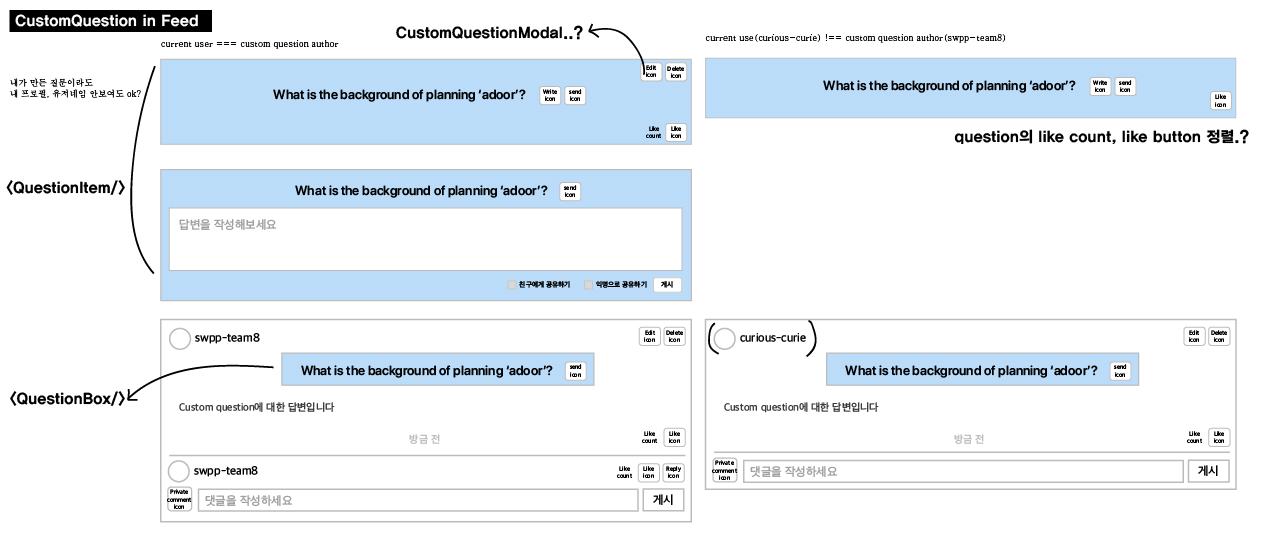 CustomQuestion in Feed
CustomQuestionModal..?
current user === custom question author
current use(curious-curie) !== custom question author(swpp-team8)
내가 만든 질문이라도
내 프로필, 유저네임 안보여도 ok?
Edit icon
Delete icon
What is the background of planning 'adoor'?
Write icon
send icon
Like count
Like icon
What is the background of planning 'adoor'?
Write icon
send icon
Like icon
question의 like count, like button 정렬.?
<QuestionItem/>
What is the background of planning 'adoor'?
send icon
답변을 작성해보세요
친구에게 공유하기
익명으로 공유하기
게시
swpp-team8
Edit icon
Delete icon
What is the background of planning 'adoor'?
send icon
<QuestionBox/>
Custom question에 대한 답변입니다
방금 전
Like count
Like icon
swpp-team8
Like count
Like icon
Reply icon
Private comment icon
댓글을 작성하세요
게시
curious-curie
Edit icon
Delete icon
What is the background of planning 'adoor'?
send icon
Custom question에 대한 답변입니다
방금 전
Like count
Like icon
Private comment icon
댓글을 작성하세요
게시